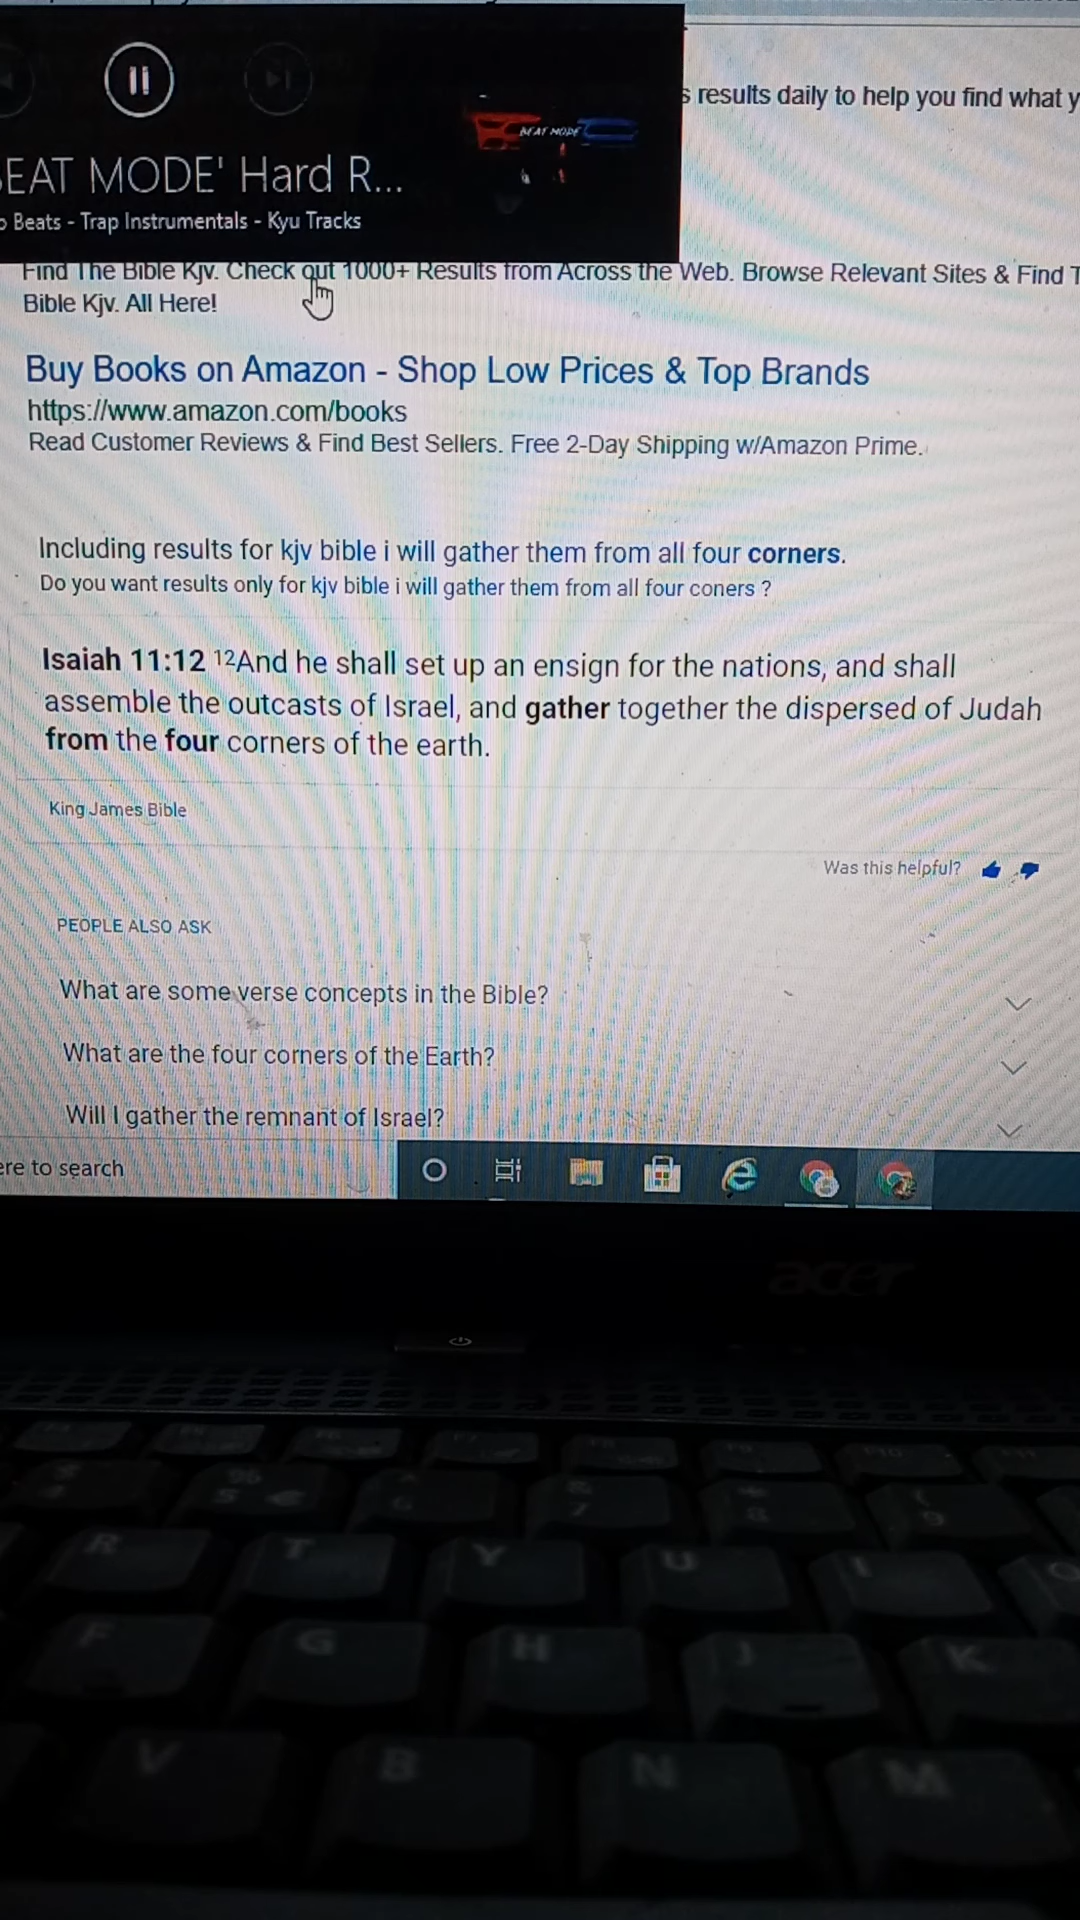 EAT MODE' Hard R...
Beats - Trap Instrumentals - Kyu Tracks
BEAT MODE
results daily to help you find what
Find The Bible Kjv. Check out 1000+ Results from Across the Web. Browse Relevant Sites & Find
Bible Kjv. All Here!
Buy Books on Amazon - Shop Low Prices & Top Brands
https://www.amazon.com/books
Read Customer Reviews & Find Best Sellers. Free 2-Day Shipping w/Amazon Prime.
Including results for kjv bible i will gather them from all four corners.
Do you want results only for kjv bible i will gather them from all four coners ?
Isaiah 11:12 12And he shall set up an ensign for the nations, and shall
assemble the outcasts of Israel, and gather together the dispersed of Judah
from the four corners of the earth.
King James Bible
Was this helpful?
PEOPLE ALSO ASK
What are some verse concepts in the Bible?
What are the four corners of the Earth?
Will I gather the remnant of Israel?
ere to search
acer
5 € 6 7 8 9
R T Y U I O
F G H J K
V B N M